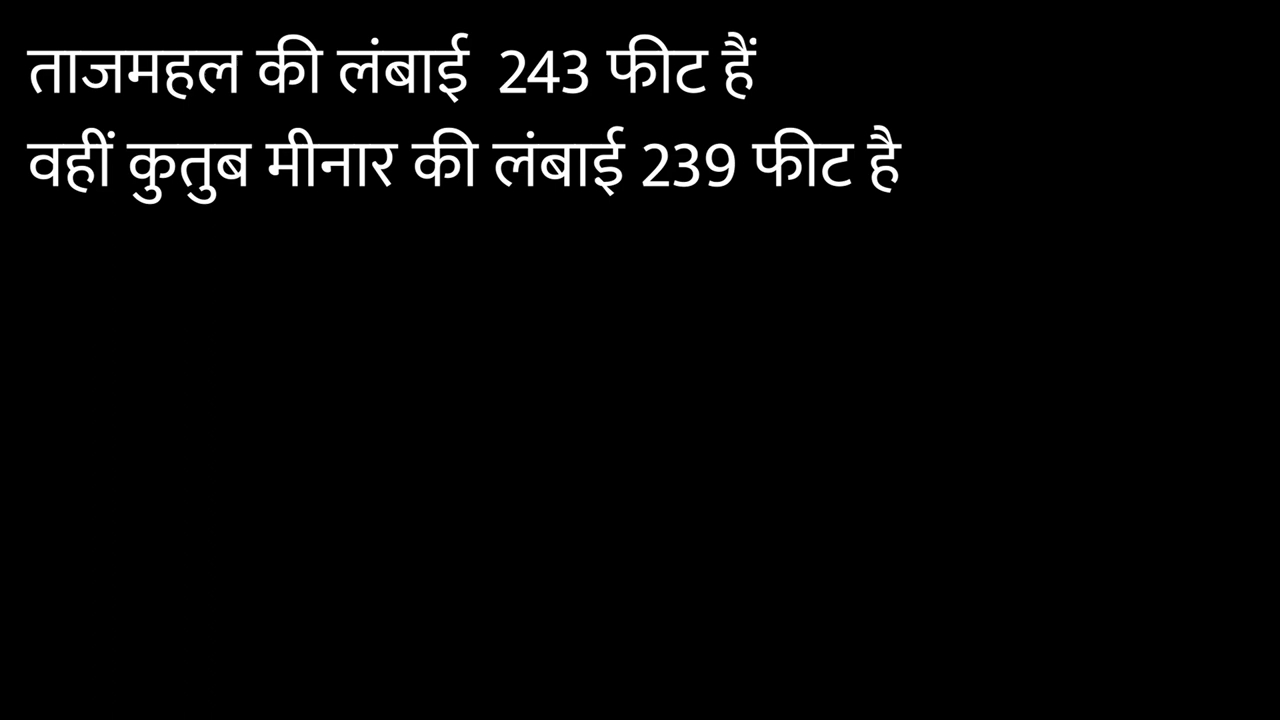 ताजमहल की लंबाई 243 फीट हैं
वहीं कुतुब मीनार की लंबाई 239 फीट है